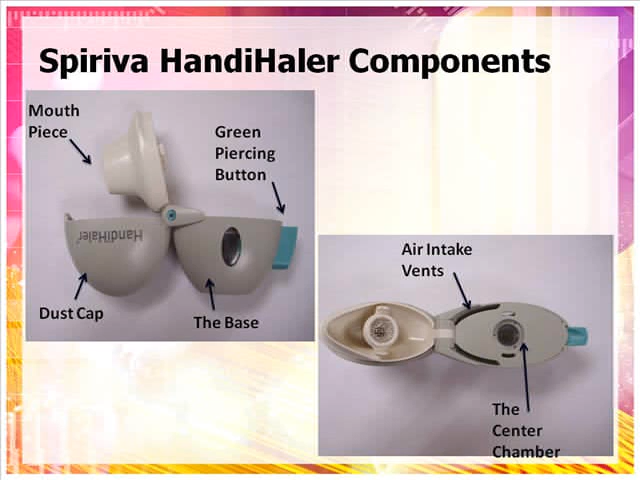 Spiriva HandiHaler Components
Mouth
Piece
Green
Piercing
Button
HandiHaler
Dust Cap
The Base
Air Intake
Vents
The
Center
Chamber